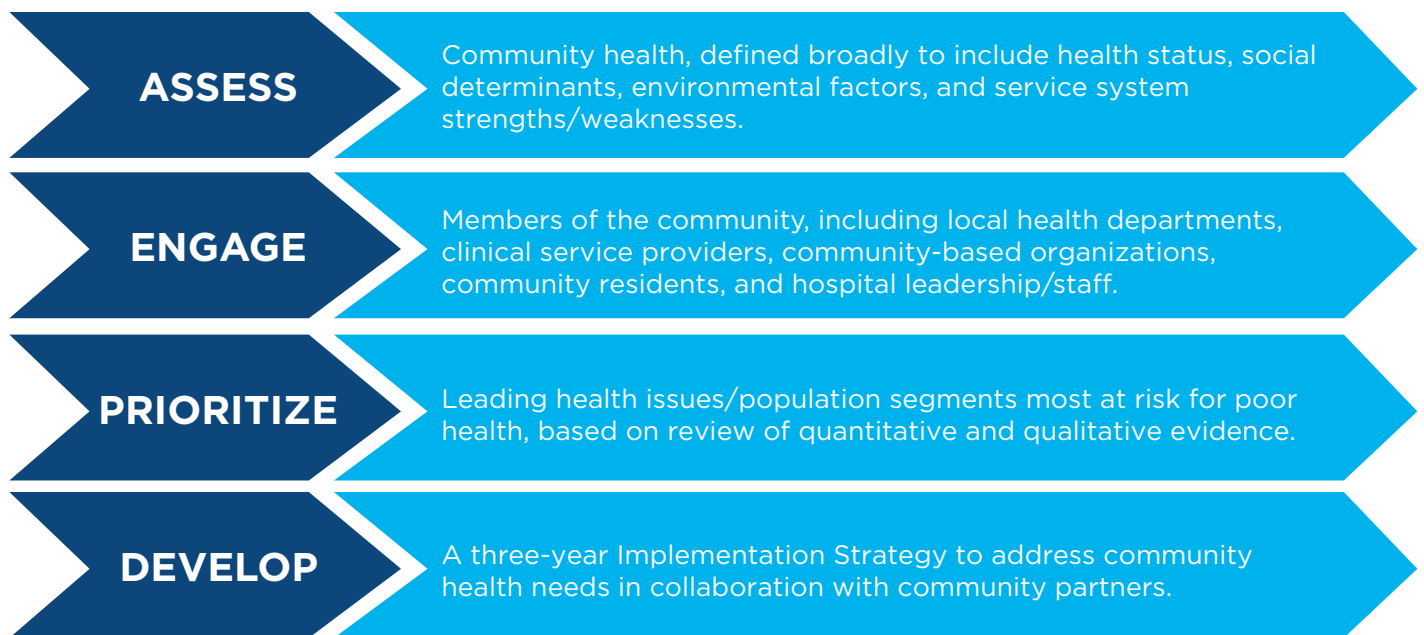 ASSESS
Community health, defined broadly to include health status, social
determinants, environmental factors, and service system
strengths/weaknesses.
ENGAGE
Members of the community, including local health departments,
clinical service providers, community-based organizations,
community residents, and hospital leadership/staff.
PRIORITIZE
Leading health issues/population segments most at risk for poor
health, based on review of quantitative and qualitative evidence.
DEVELOP
A three-year Implementation Strategy to address community
health needs in collaboration with community partners.